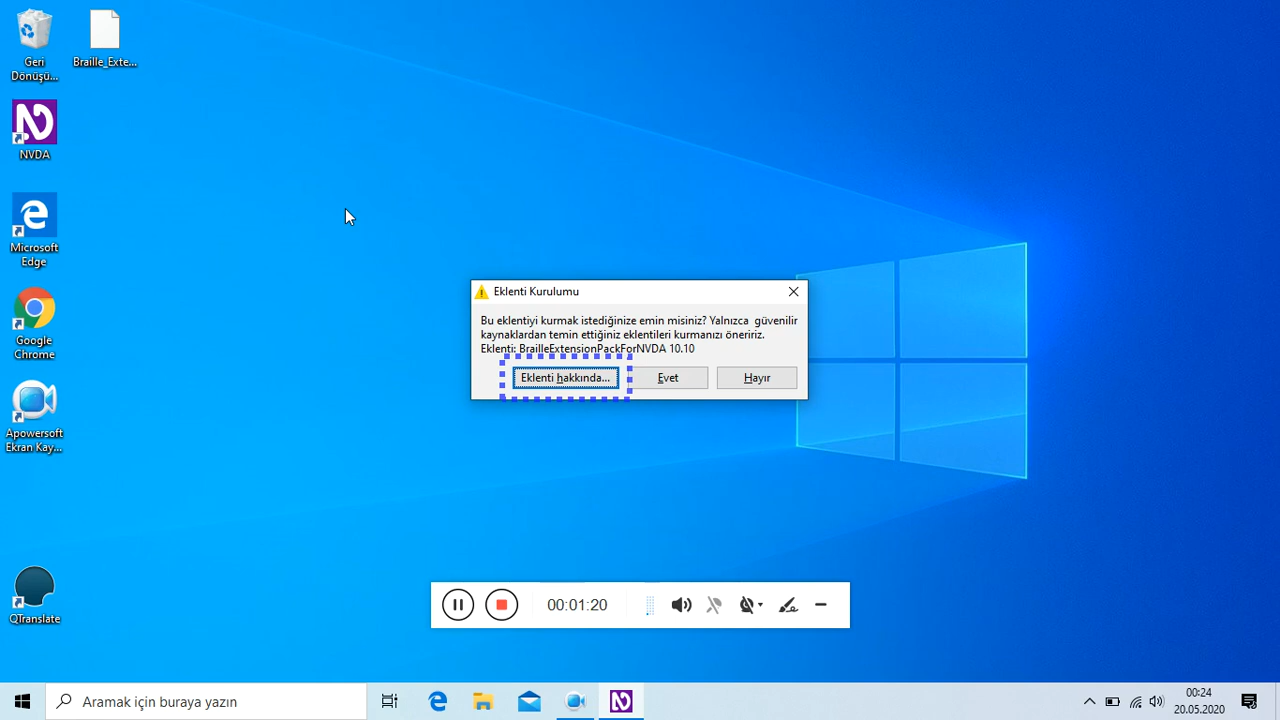 Geri
Dönüşü...
Braille_Exte...
NVDA
Microsoft
Edge
Google
Chrome
Apowersoft
Ekran Kay...
QTranslate
Eklenti Kurulumu
Bu eklentiyi kurmak istediğinize emin misiniz? Yalnızca güvenilir
kaynaklardan temin ettiğiniz eklentileri kurmanızı öneririz.
Eklenti: BrailleExtensionPackForNVDA 10.10
Eklenti hakkında... Evet Hayır
00:01:20
Aramak için buraya yazın
00:24
20.05.2020